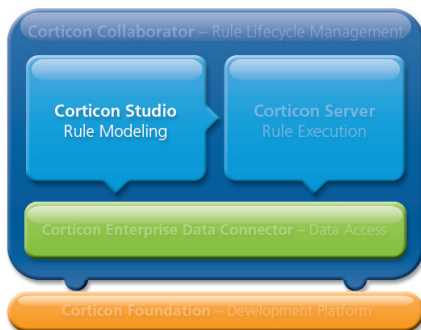 Corticon Collaborator – Rule Lifecycle Management
Corticon Studio
Rule Modeling
Corticon Server
Rule Execution
Corticon Enterprise Data Connector – Data Access
Corticon Foundation – Development Platform